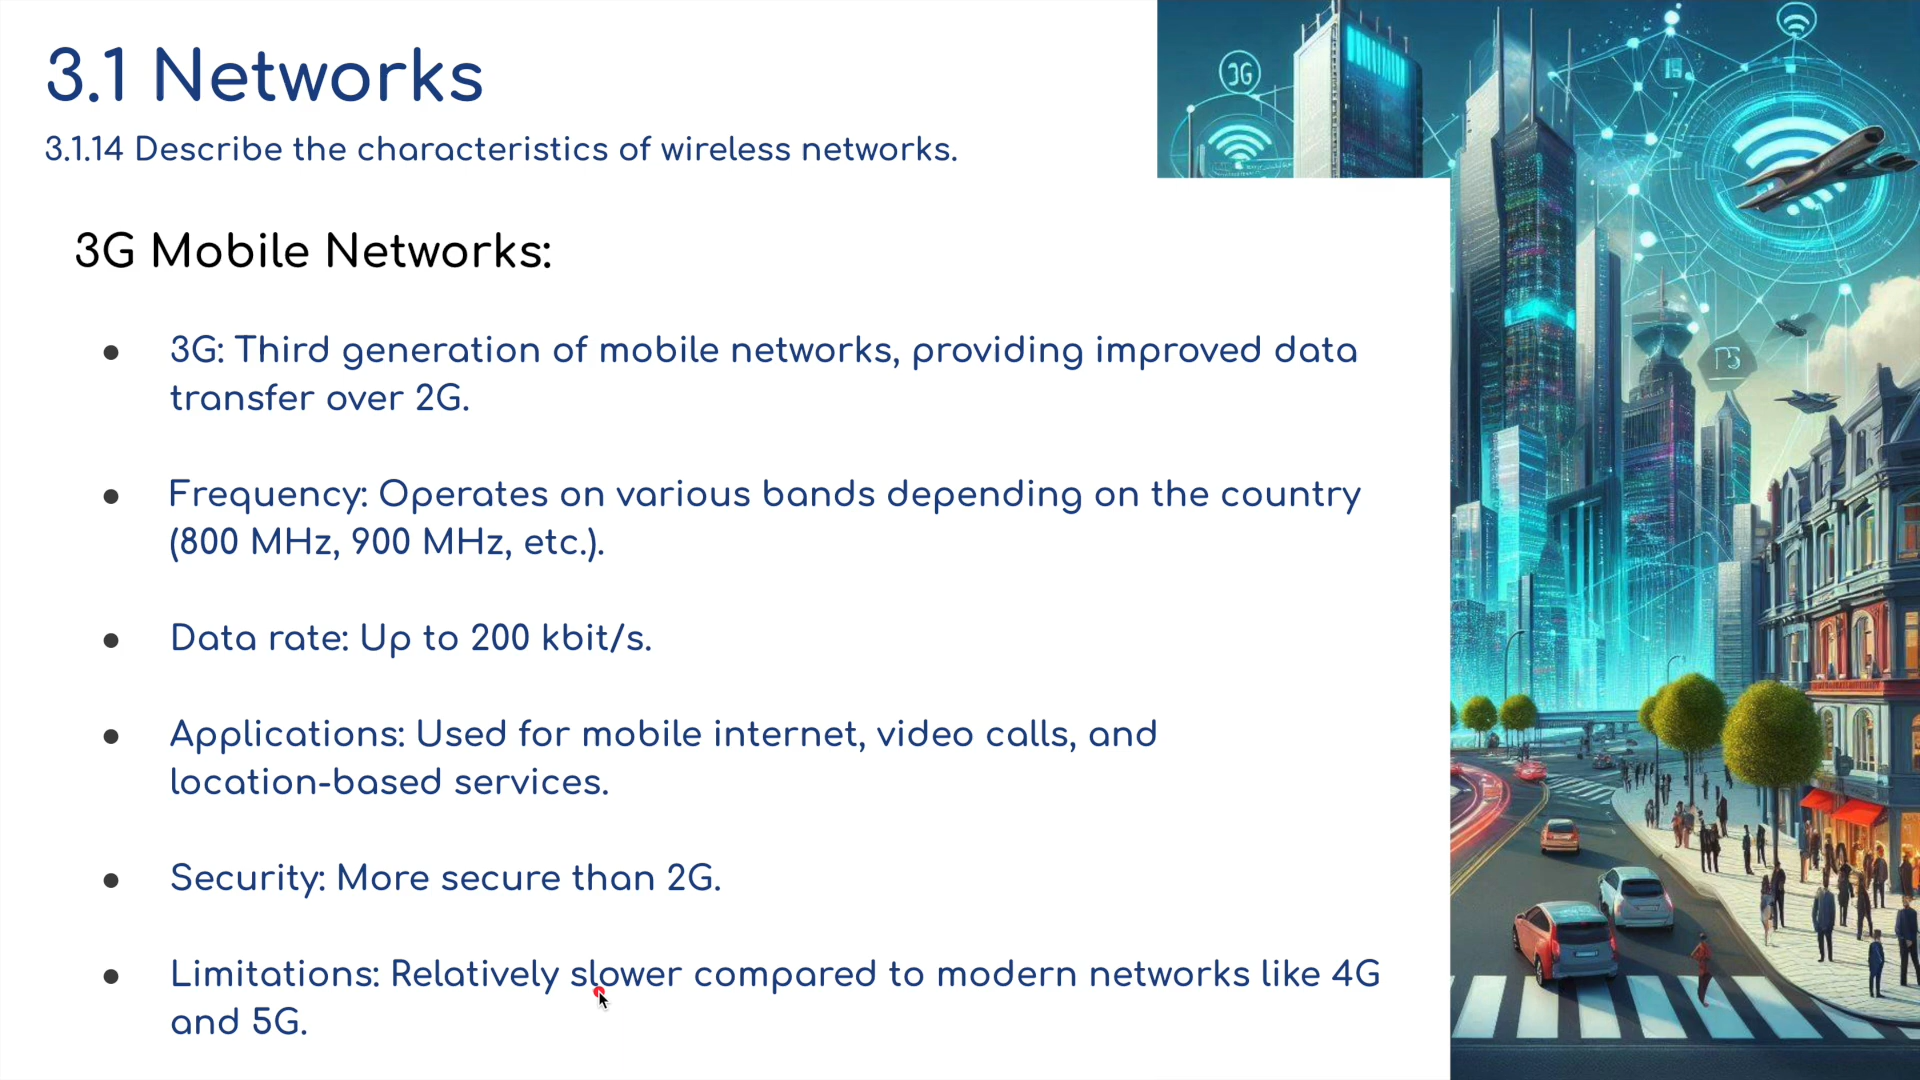 3.1 Networks
3.1.14 Describe the characteristics of wireless networks.
3G
3G Mobile Networks:
● 3G: Third generation of mobile networks, providing improved data
transfer over 2G.
● Frequency: Operates on various bands depending on the country
(800 MHz, 900 MHz, etc.).
● Data rate: Up to 200 kbit/s.
● Applications: Used for mobile internet, video calls, and
location-based services.
● Security: More secure than 2G.
● Limitations: Relatively slower compared to modern networks like 4G
and 5G.